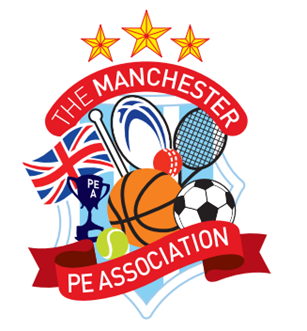 THE MANCHESTER
PE
A
PE ASSOCIATION